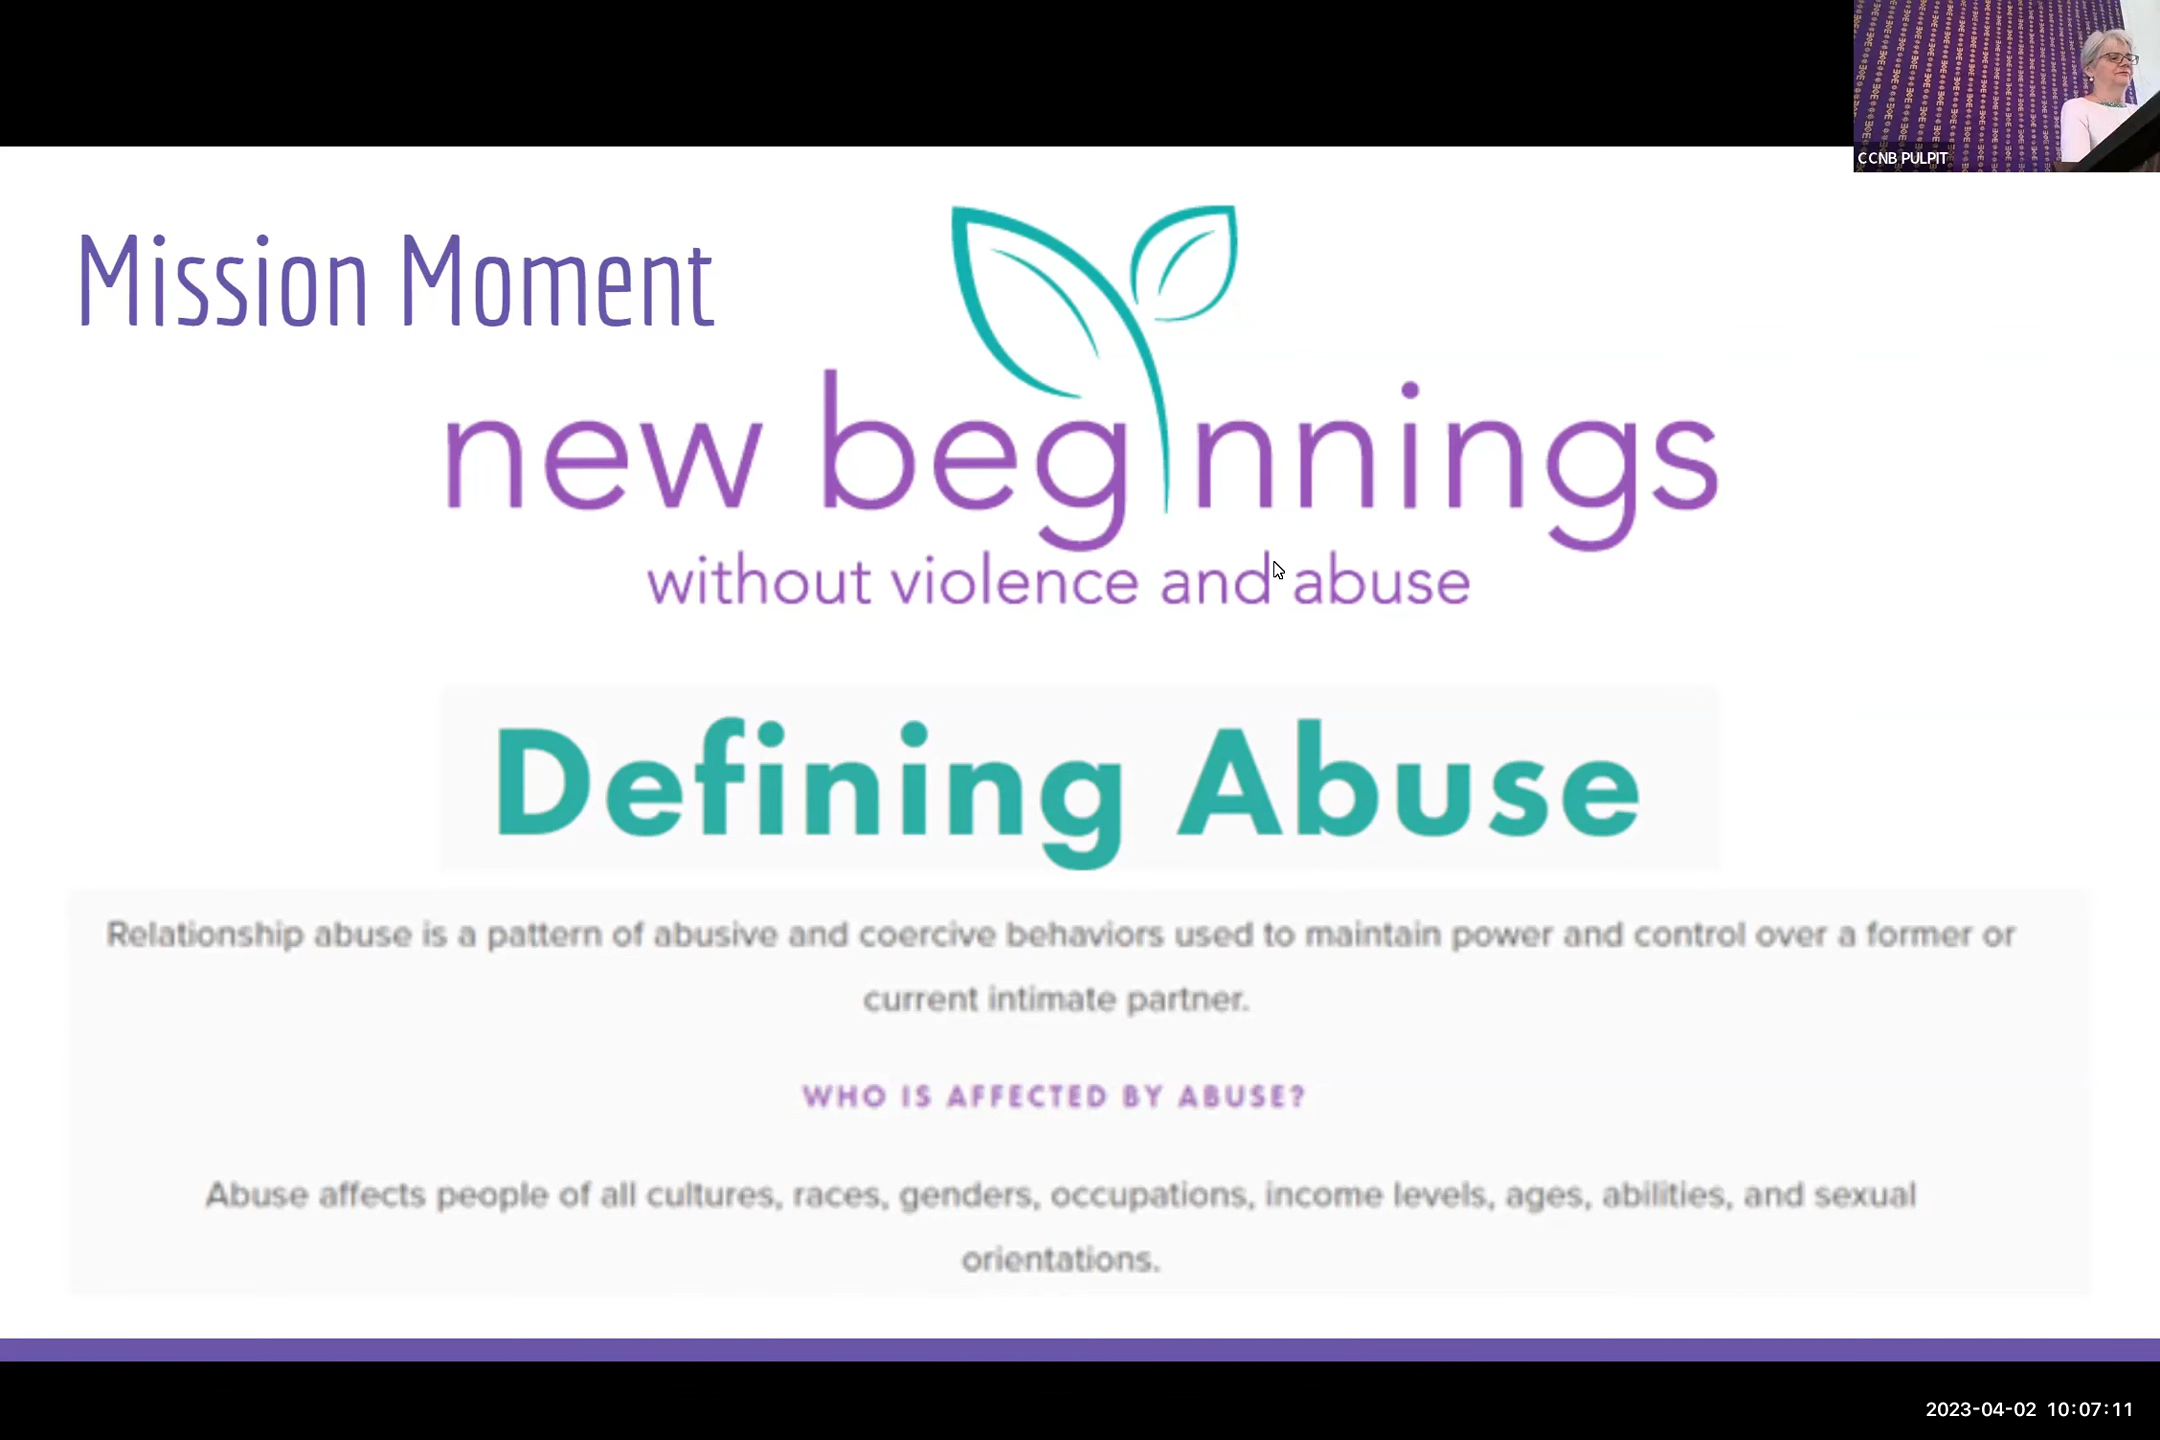 CCNB PULPIT
Mission Moment
new beginnings
without violence and abuse
Defining Abuse
Relationship abuse is a pattern of abusive and coercive behaviors used to maintain power and control over a former or
current intimate partner.
WHO IS AFFECTED BY ABUSE?
Abuse affects people of all cultures, races, genders, occupations, income levels, ages, abilities, and sexual
orientations.
2023-04-02 10:07:11